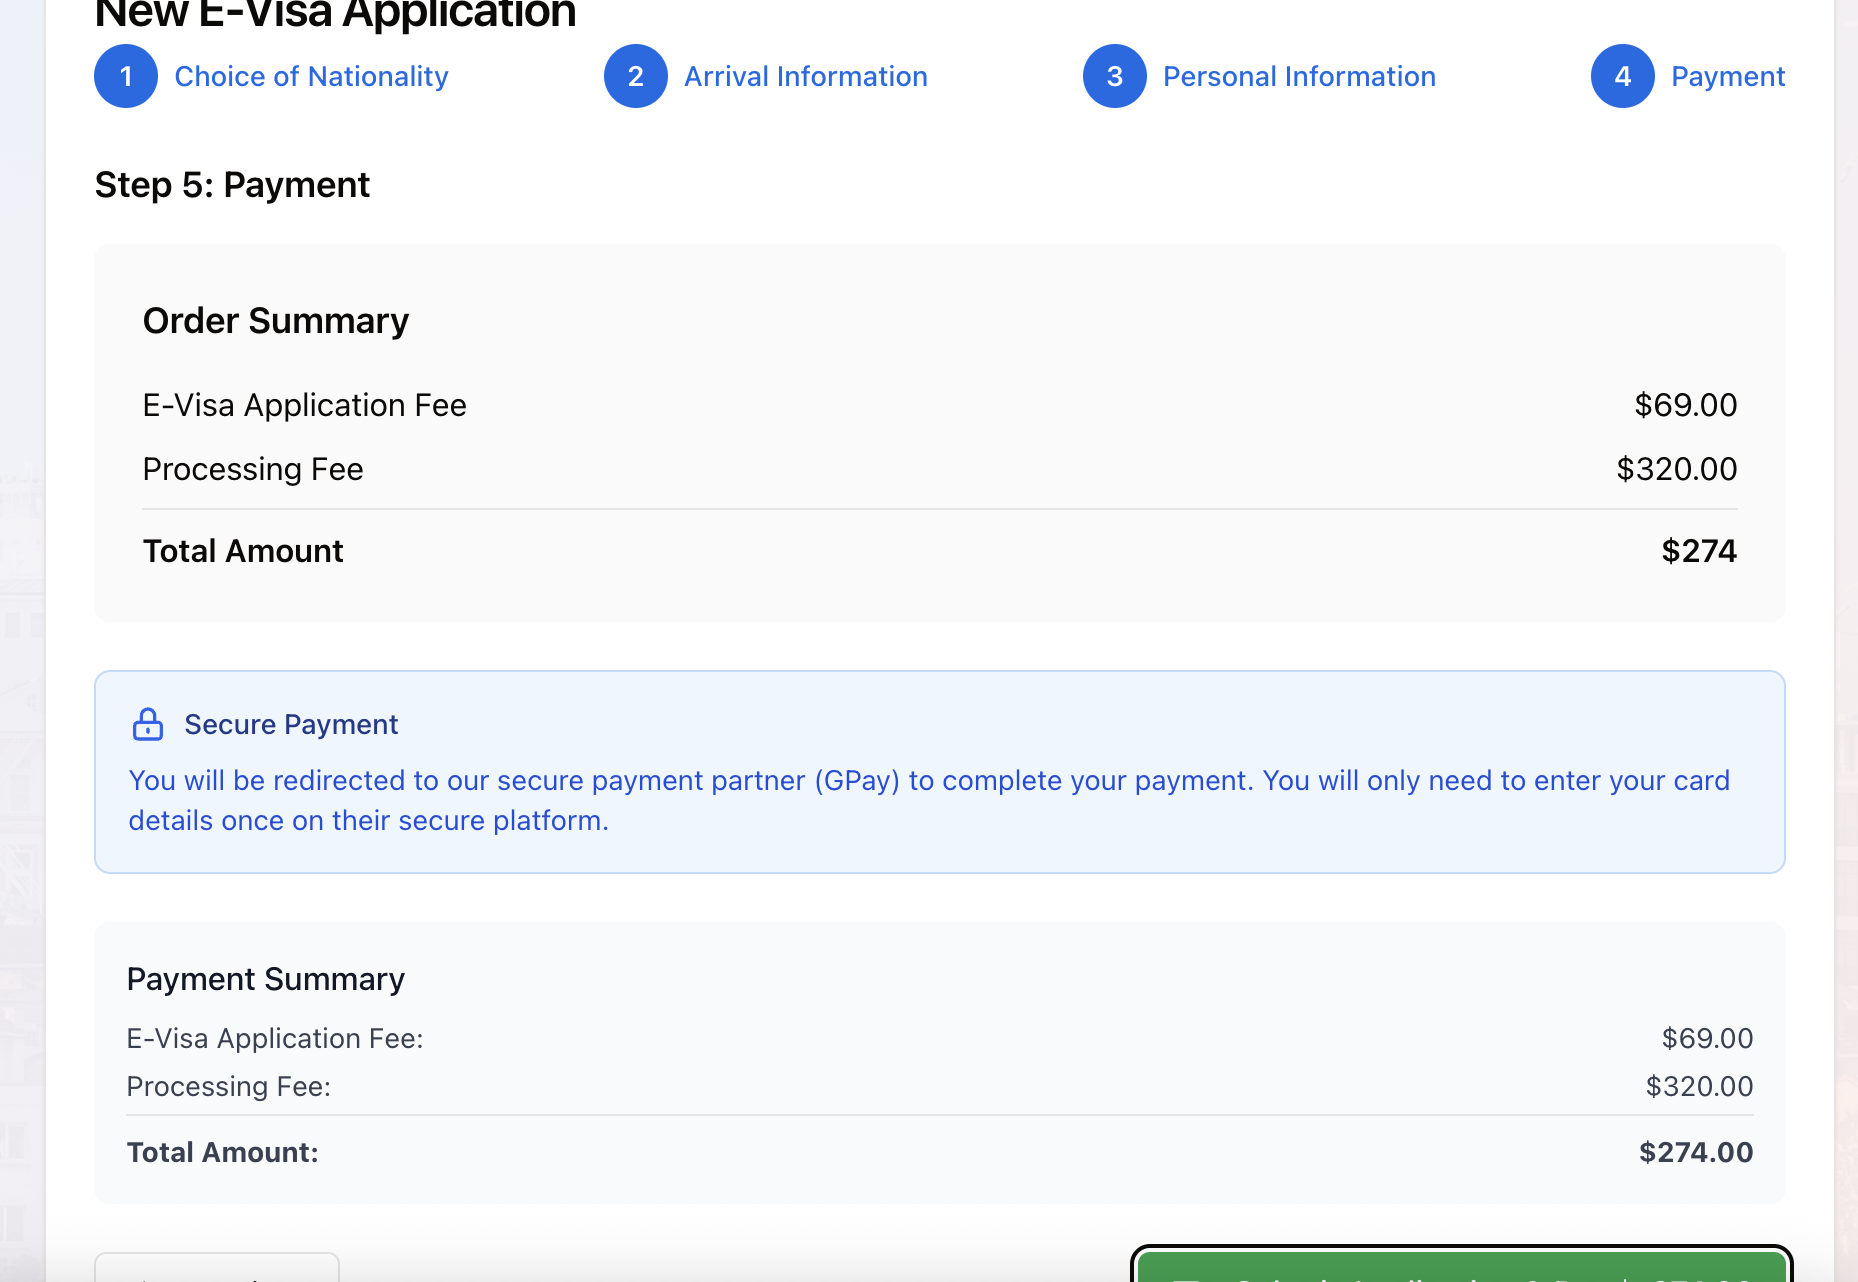 New E-Visa Application
1 Choice of Nationality 2 Arrival Information 3 Personal Information 4 Payment
Step 5: Payment
Order Summary
E-Visa Application Fee $69.00
Processing Fee $320.00
Total Amount $274
Secure Payment
You will be redirected to our secure payment partner (GPay) to complete your payment. You will only need to enter your card
details once on their secure platform.
Payment Summary
E-Visa Application Fee: $69.00
Processing Fee: $320.00
Total Amount: $274.00